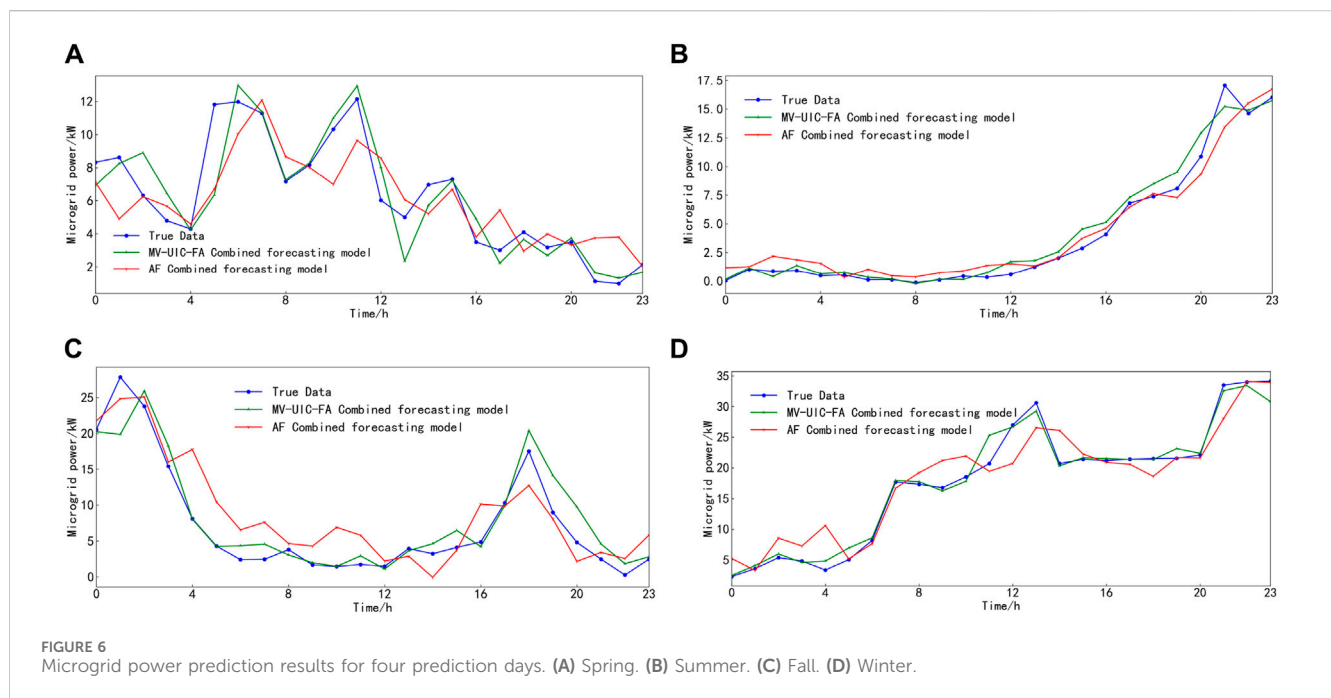 A
Microgrid power/kW
12
10
8
6
4
2
True Data
MV-UIC-FA Combined forecasting model
AF Combined forecasting model
0 4 8 12 16 20 23
Time/h
B
Microgrid power/kW
17.5
15.0
12.5
10.0
7.5
5.0
2.5
0.0
True Data
MV-UIC-FA Combined forecasting model
AF Combined forecasting model
0 4 8 12 16 20 23
Time/h
C
Microgrid power/kW
25
20
15
10
5
0
True Data
MV-UIC-FA Combined forecasting model
AF Combined forecasting model
0 4 8 12 16 20 23
Time/h
D
Microgrid power/kW
35
30
25
20
15
10
5
True Data
MV-UIC-FA Combined forecasting model
AF Combined forecasting model
0 4 8 12 16 20 23
Time/h
FIGURE 6
Microgrid power prediction results for four prediction days. (A) Spring. (B) Summer. (C) Fall. (D) Winter.